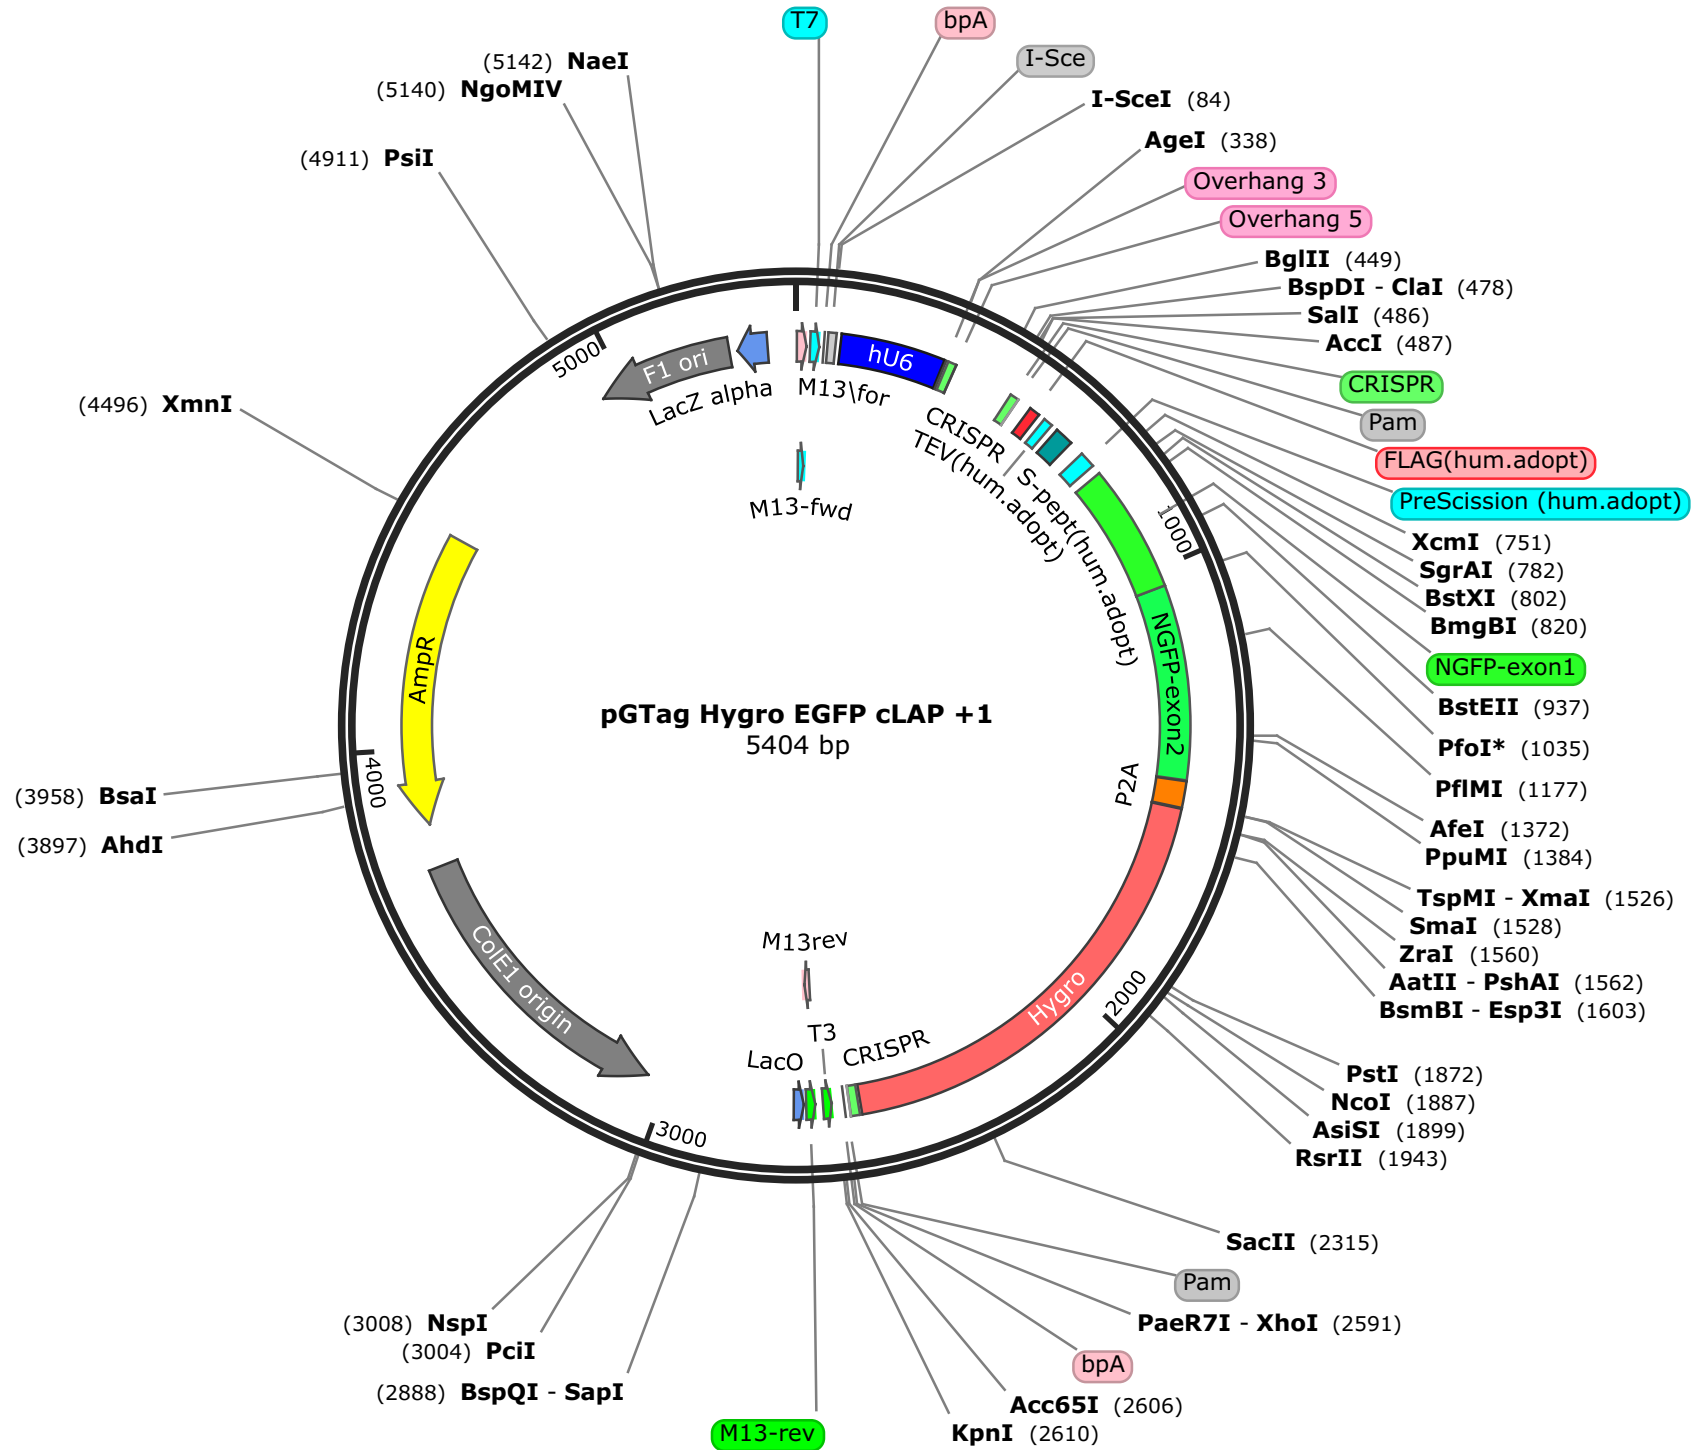 T7
bpA
I-Sce
(5142) NaeI
(5140) NgoMIV
I-SceI (84)
AgeI (338)
(4911) PsiI
Overhang 3
Overhang 5
BglII (449)
BspDI - ClaI (478)
SalI (486)
AccI (487)
CRISPR
Pam
FLAG(hum.adopt)
PreScission (hum.adopt)
XcmI (751)
SgrAI (782)
BstXI (802)
BmgBI (820)
NGFP-exon1
BstEII (937)
PfoI* (1035)
PflMI (1177)
AfeI (1372)
PpuMI (1384)
TspMI - XmaI (1526)
SmaI (1528)
ZraI (1560)
AatII - PshAI (1562)
BsmBI - Esp3I (1603)
PstI (1872)
NcoI (1887)
AsiSI (1899)
RsrII (1943)
SacII (2315)
Pam
PaeR7I - XhoI (2591)
bpA
Acc65I (2606)
KpnI (2610)
M13-rev
(2888) BspQI - SapI
(3004) PciI
(3008) NspI
(3897) AhdI
(3958) BsaI
(4496) XmnI
5000
1000
2000
3000
4000
F1 ori
LacZ alpha
M13\for
hU6
M13-fwd
CRISPR
TEV(hum.adopt)
S-pept(hum.adopt)
NGFP-exon2
P2A
Hygro
CRISPR
T3
M13rev
LacO
ColE1 origin
AmpR
pGTag Hygro EGFP cLAP +1
5404 bp